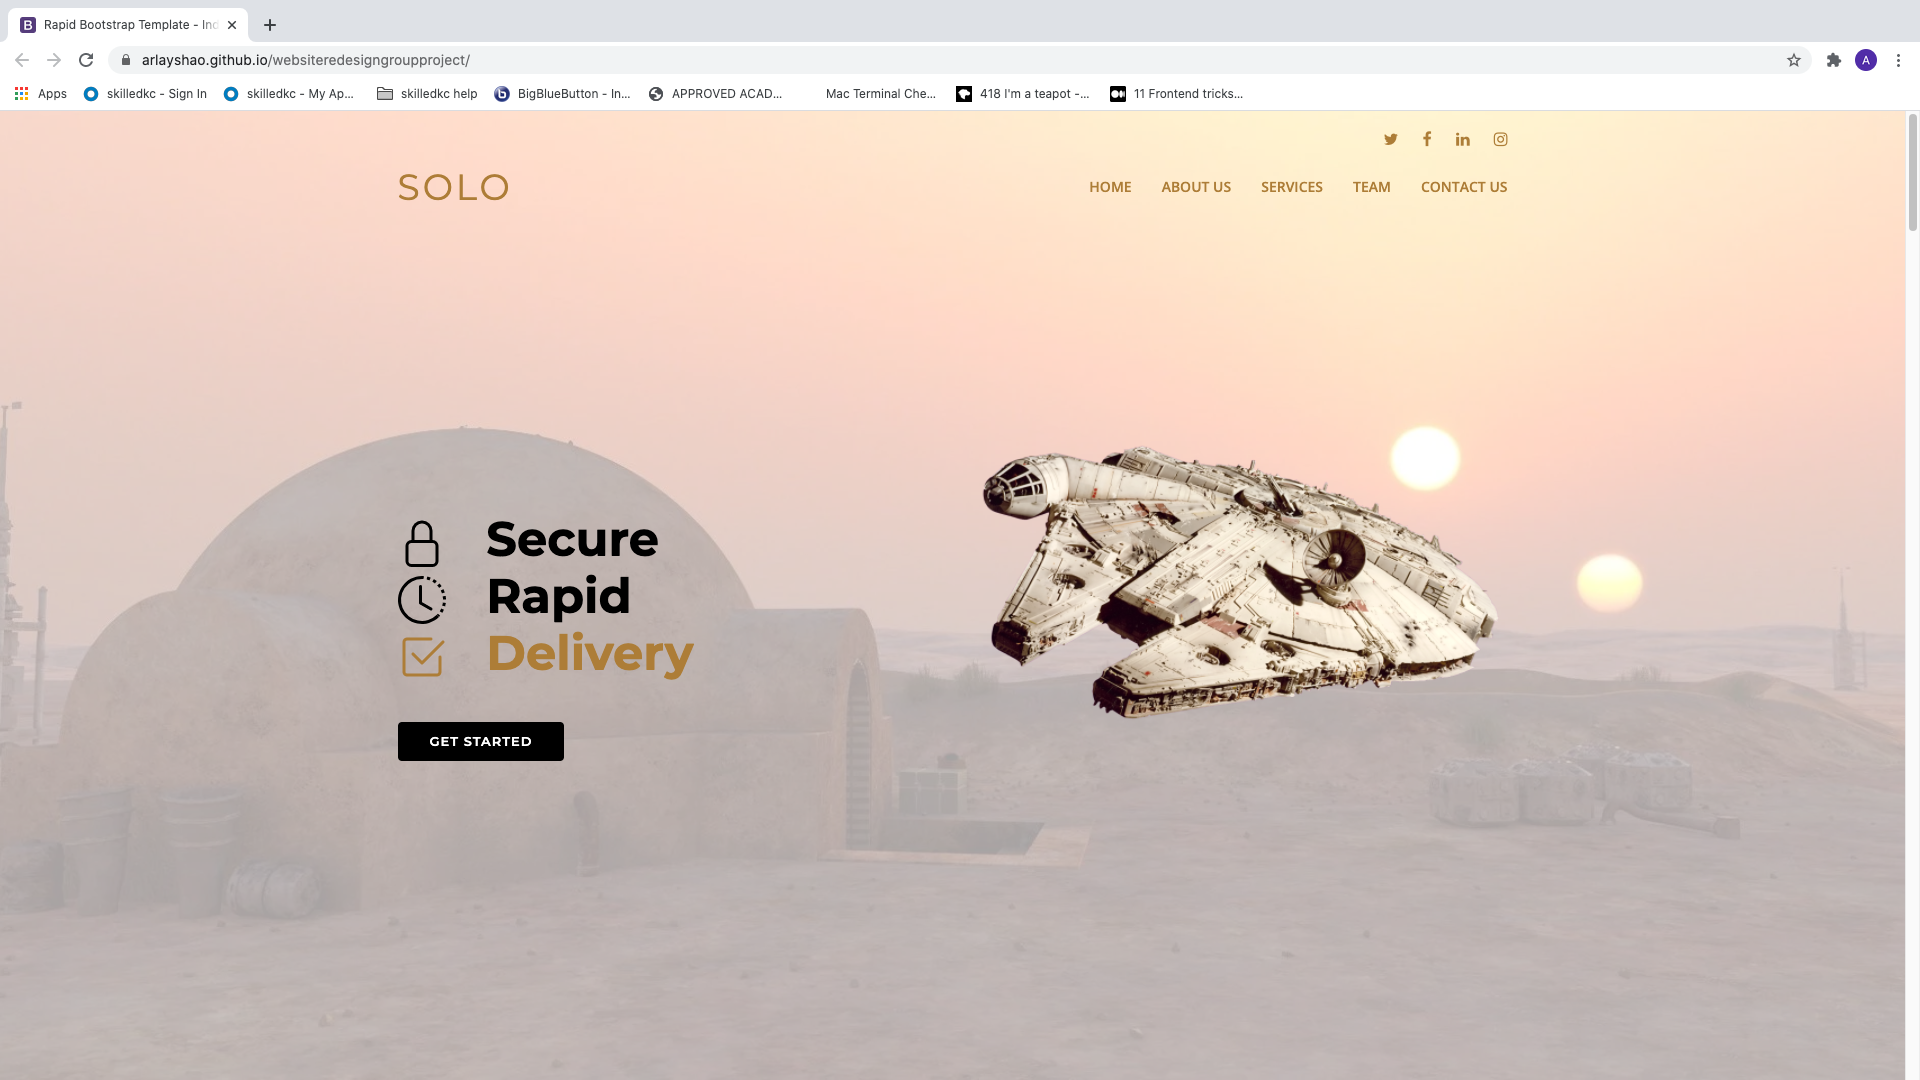 Rapid Bootstrap Template - Ind
arlayshao.github.io/websiteredesigngroupproject/
A
Apps
skilledkc - Sign In
skilledkc - My Ap...
skilledkc help
BigBlueButton - In...
APPROVED ACAD...
Mac Terminal Che...
418 I'm a teapot -...
11 Frontend tricks...
SOLO
HOME
ABOUT US
SERVICES
TEAM
CONTACT US
Secure
Rapid
Delivery
GET STARTED